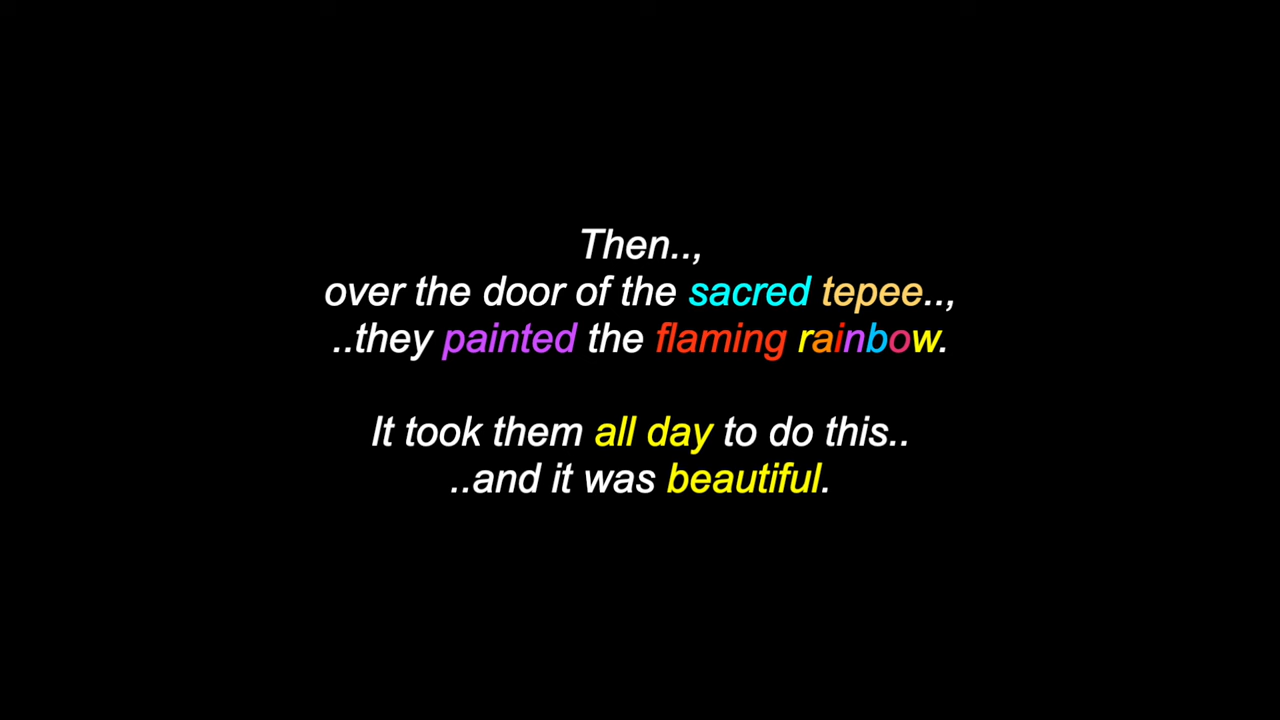 Then..,
over the door of the sacred tepee..,
..they painted the flaming rainbow.
It took them all day to do this..
..and it was beautiful.